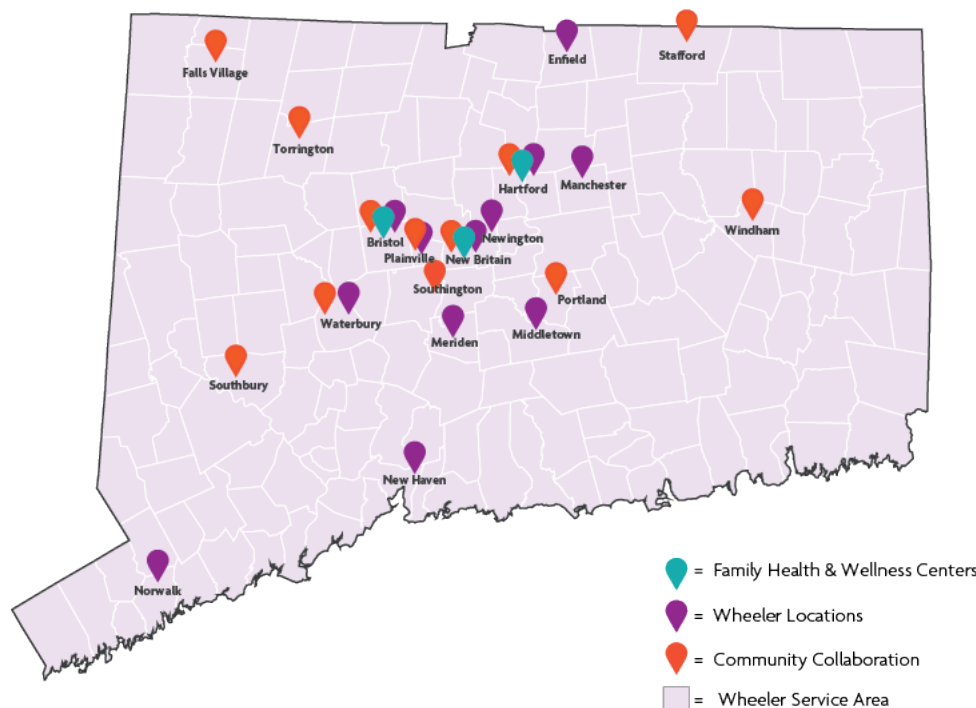 Falls Village
Enfield
Stafford
Torrington
Hartford
Manchester
Windham
Bristol
Newington
Plainville
New Britain
Southington
Portland
Waterbury
Meriden
Middletown
Southbury
New Haven
Norwalk
= Family Health & Wellness Centers
= Wheeler Locations
= Community Collaboration
= Wheeler Service Area